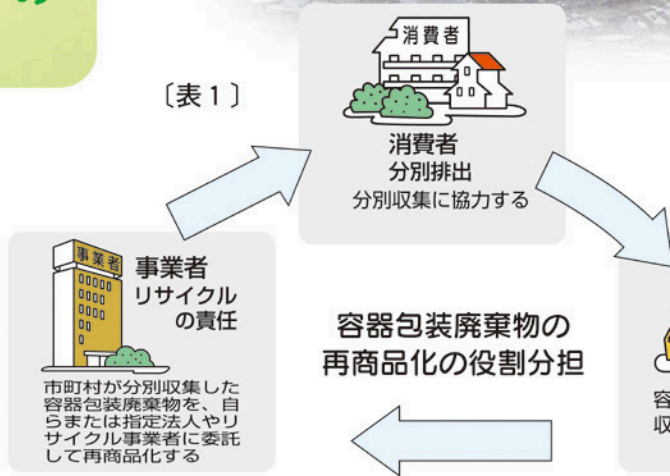 〔表1〕
消費者
消費者
分別排出
分別収集に協力する
事業者
事業者
リサイクル
の責任
市町村が分別収集した
容器包装廃棄物を、自
らまたは指定法人やリ
サイクル事業者に委託
して再商品化する
容器包装廃棄物の
再商品化の役割分担
容
収